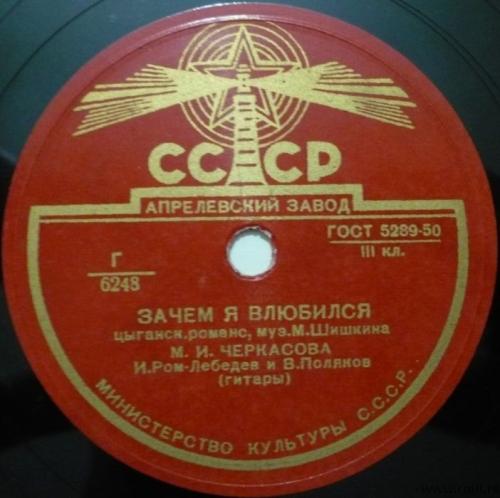 СССР
АПРЕЛЕВСКИЙ ЗАВОД
ГОСТ 5289-50
III кл.
Г
6248
ЗАЧЕМ Я ВЛЮБИЛСЯ
цыганск.романс, муз.М.Шишкина
М. И. ЧЕРКАСОВА
И.Ром-Лебедев и В.Поляков
(гитары)
МИНИСТЕРСТВО КУЛЬТУРЫ С.С.С.Р.